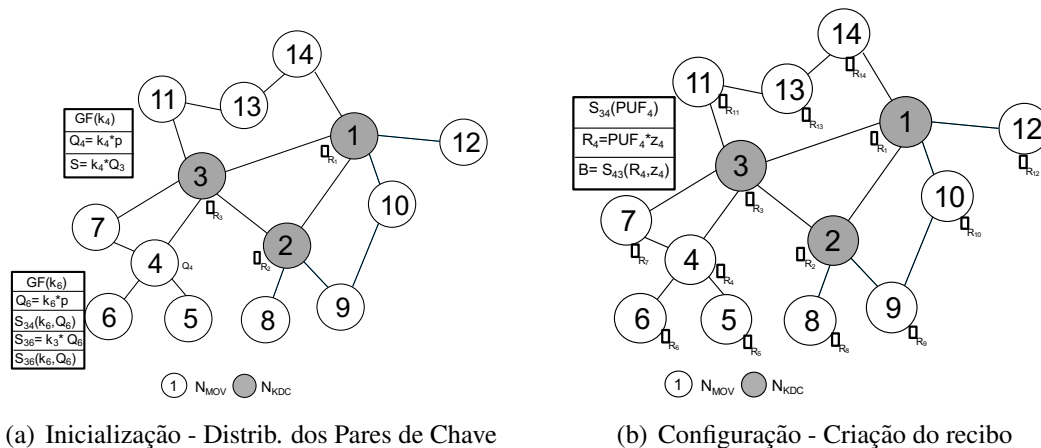 14
11
13
GF(k₄)
Q₄= k₄*p
S= k₄*Q₃
1
R₁
12
3
R₃
10
7
2
R₂
4
Q₄
GF(k₆)
Q₆= k₆*p
S₃₄(k₆,Q₆)
S₃₆= k₃* Q₆
S₃₆(k₆,Q₆)
6
5
8
9
1 N_MOV N_KDC
(a) Inicialização - Distrib. dos Pares de Chave
14
R₁₄
11
R₁₁
13
R₁₃
S₃₄(PUF₄)
R₄=PUF₄*z₄
B= S₄₃(R₄,z₄)
1
R₁
12
R₁₂
3
R₃
10
R₁₀
7
R₇
2
R₂
4
R₄
6
R₆
5
R₅
8
R₈
9
R₉
1 N_MOV N_KDC
(b) Configuração - Criação do recibo